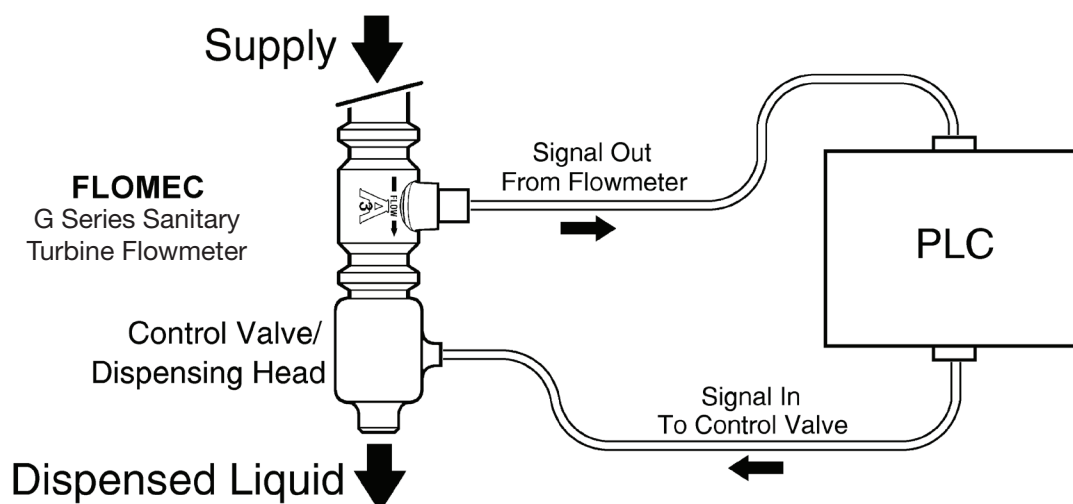 Supply
Signal Out
From Flowmeter
FLOMEC
G Series Sanitary
Turbine Flowmeter
3
A
FLOW
PLC
Control Valve/
Dispensing Head
Signal In
To Control Valve
Dispensed Liquid